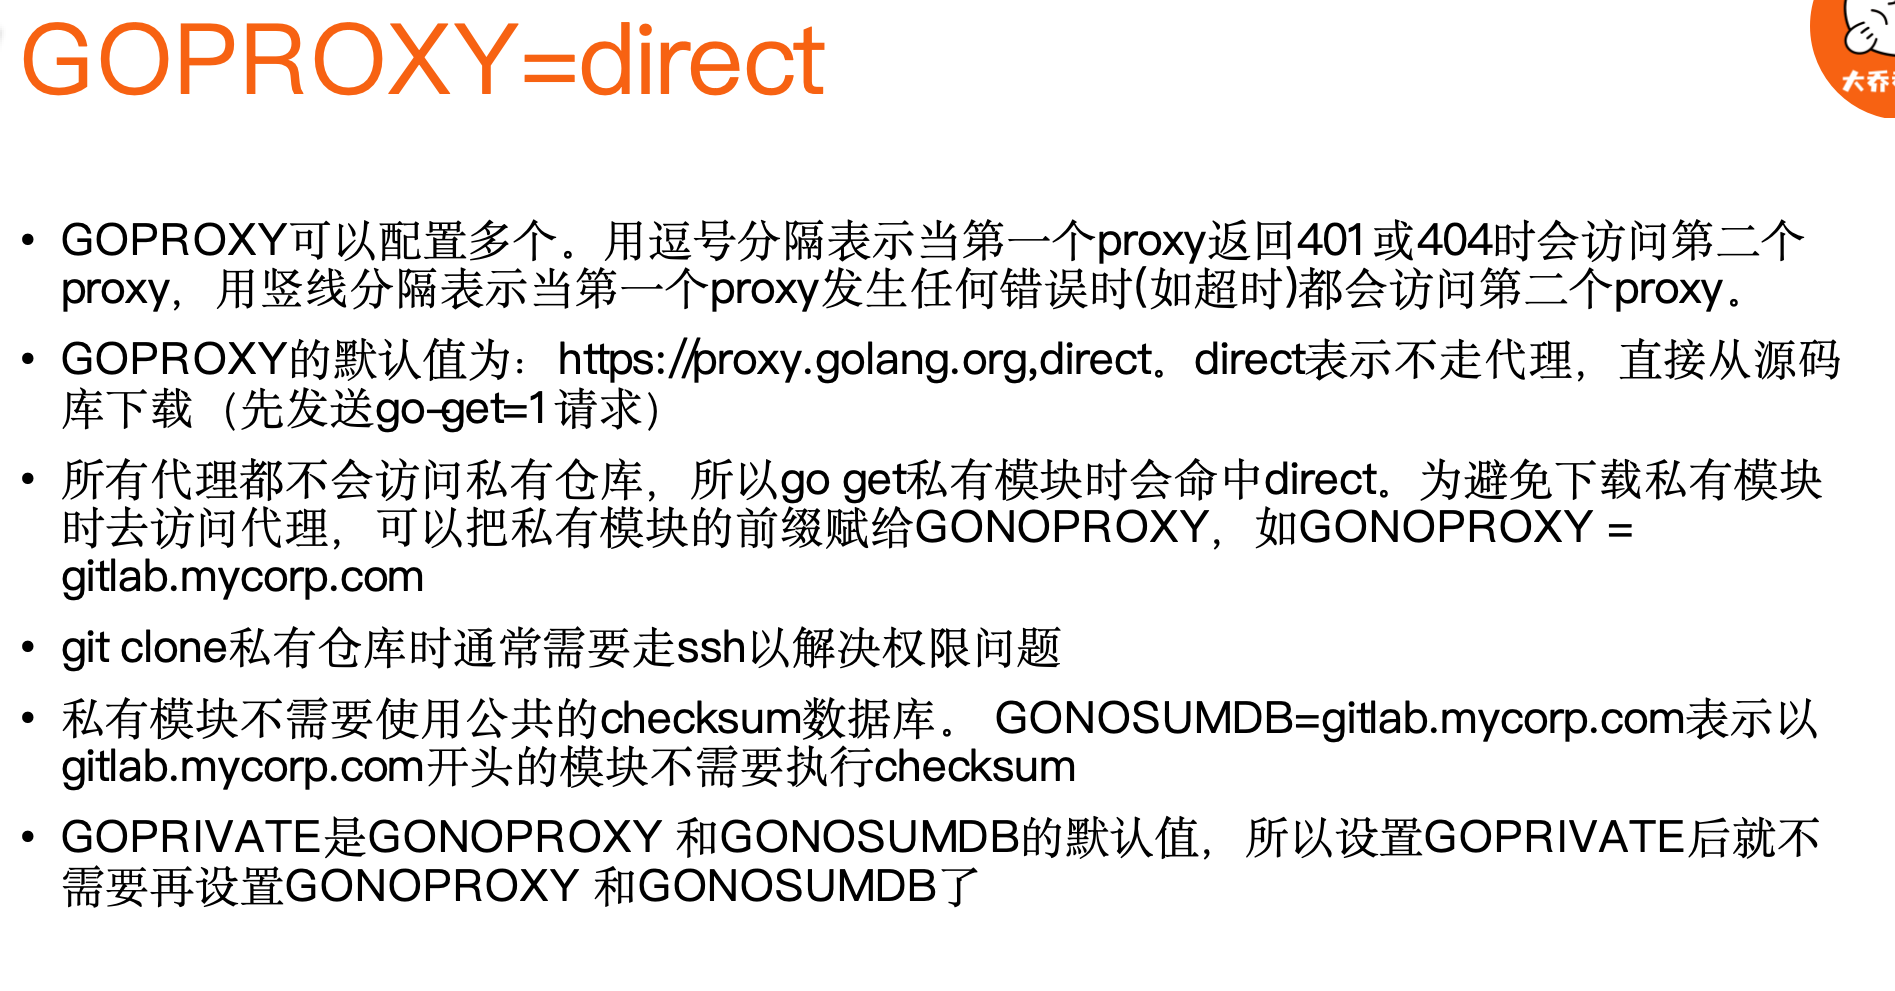 GOPROXY=direct
大乔
• GOPROXY可以配置多个。用逗号分隔表示当第一个proxy返回401或404时会访问第二个
proxy，用竖线分隔表示当第一个proxy发生任何错误时(如超时)都会访问第二个proxy。
• GOPROXY的默认值为：https://proxy.golang.org,direct。direct表示不走代理，直接从源码
库下载（先发送go-get=1请求）
• 所有代理都不会访问私有仓库，所以go get私有模块时会命中direct。为避免下载私有模块
时去访问代理，可以把私有模块的前缀赋给GONOPROXY，如GONOPROXY =
gitlab.mycorp.com
• git clone私有仓库时通常需要走ssh以解决权限问题
• 私有模块不需要使用公共的checksum数据库。 GONOSUMDB=gitlab.mycorp.com表示以
gitlab.mycorp.com开头的模块不需要执行checksum
• GOPRIVATE是GONOPROXY 和GONOSUMDB的默认值，所以设置GOPRIVATE后就不
需要再设置GONOPROXY 和GONOSUMDB了